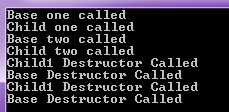 Base one called
Child one called
Base two called
Child two called
Child1 Destructor Called
Base Destructor Called
Child1 Destructor Called
Base Destructor Called